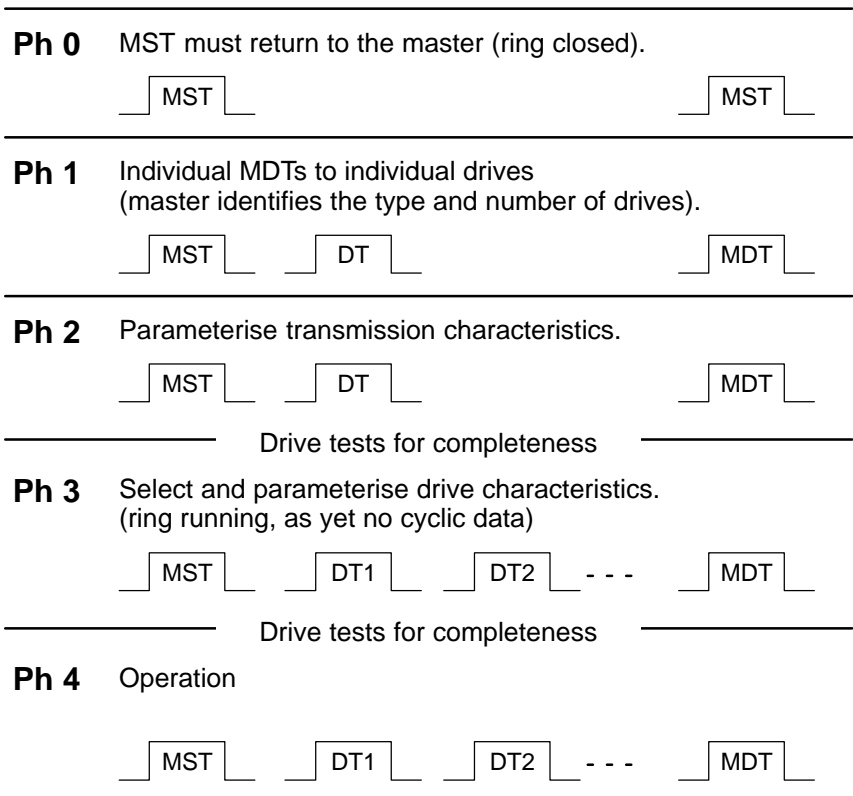 Ph 0 MST must return to the master (ring closed).
MST MST
Ph 1 Individual MDTs to individual drives
(master identifies the type and number of drives).
MST DT MDT
Ph 2 Parameterise transmission characteristics.
MST DT MDT
Drive tests for completeness
Ph 3 Select and parameterise drive characteristics.
(ring running, as yet no cyclic data)
MST DT1 DT2 - - - MDT
Drive tests for completeness
Ph 4 Operation
MST DT1 DT2 - - - MDT